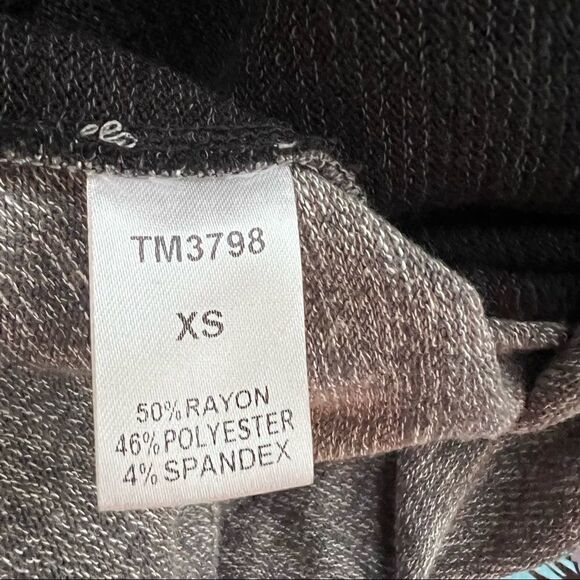 TM3798
XS
50%RAYON
46%POLYESTER
4%SPANDEX